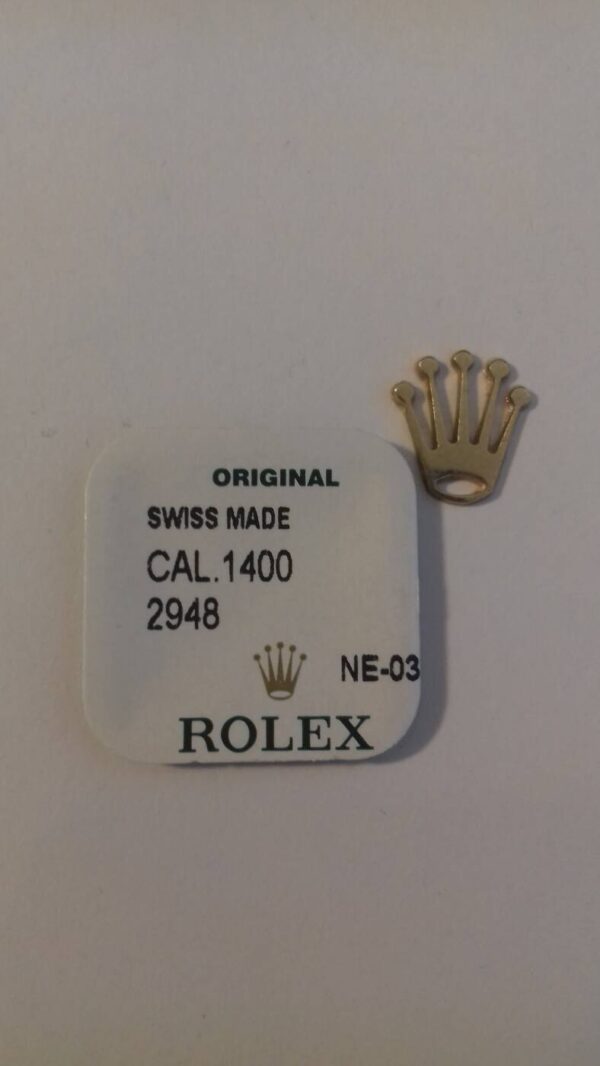 ORIGINAL
SWISS MADE
CAL.1400
2948
NE-03
ROLEX